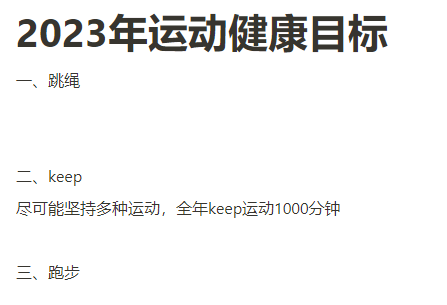 2023年运动健康目标
一、跳绳
二、keep
尽可能坚持多种运动，全年keep运动1000分钟
三、跑步